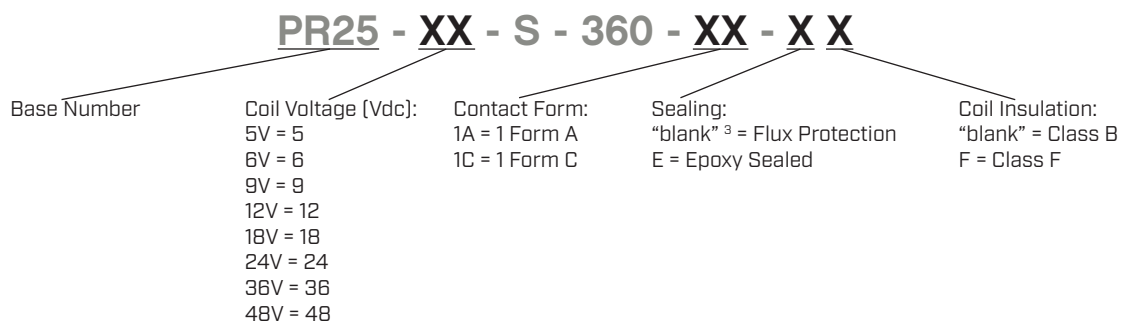 PR25 - XX - S - 360 - XX - X X
Base Number
Coil Voltage (Vdc):
5V = 5
6V = 6
9V = 9
12V = 12
18V = 18
24V = 24
36V = 36
48V = 48
Contact Form:
1A = 1 Form A
1C = 1 Form C
Sealing:
“blank” ³ = Flux Protection
E = Epoxy Sealed
Coil Insulation:
“blank” = Class B
F = Class F